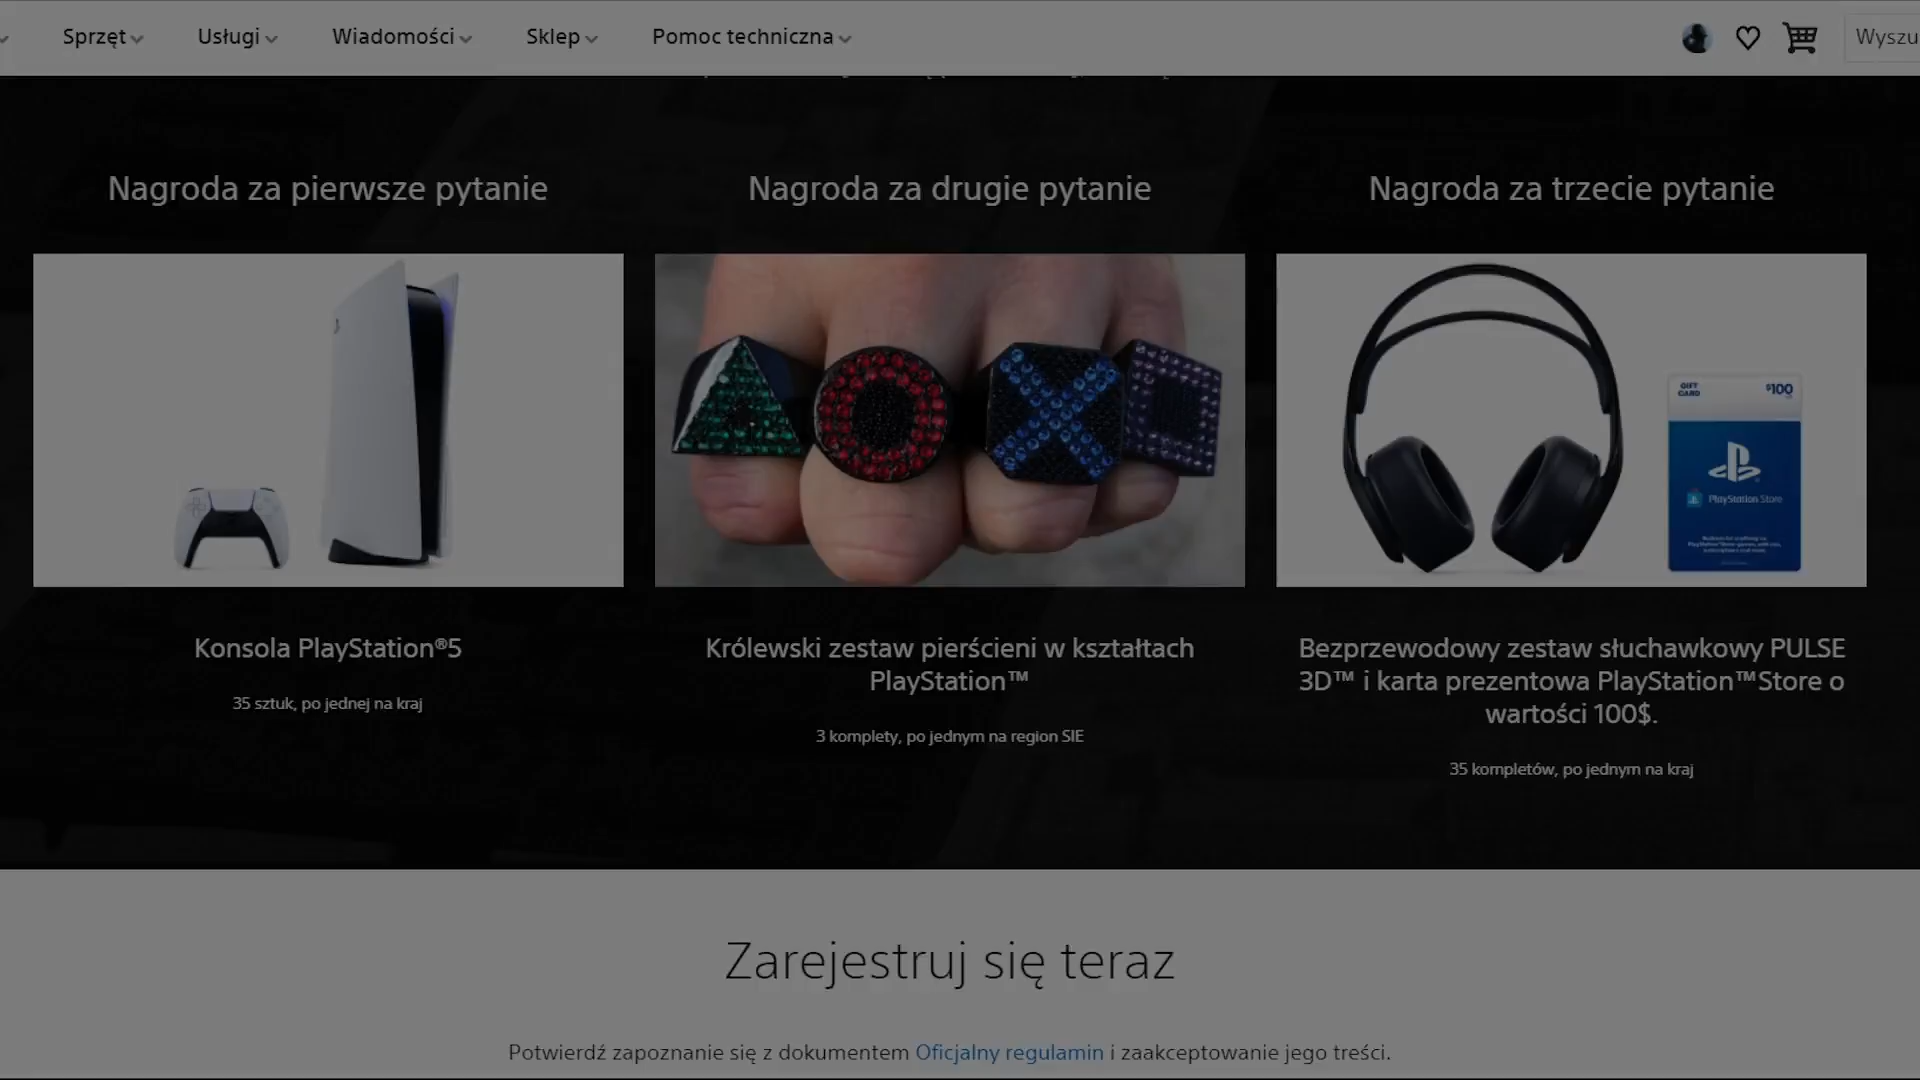 Sprzęt
Usługi
Wiadomości
Sklep
Pomoc techniczna
Wyszu
Nagroda za pierwsze pytanie
Nagroda za drugie pytanie
Nagroda za trzecie pytanie
GIFT
CARD
$100
PlayStation Store
Konsola PlayStation®5
35 sztuk, po jednej na kraj
Królewski zestaw pierścieni w kształtach
PlayStation™
3 komplety, po jednym na region SIE
Bezprzewodowy zestaw słuchawkowy PULSE
3D™ i karta prezentowa PlayStation™Store o
wartości 100$.
35 kompletów, po jednym na kraj
Zarejestruj się teraz
Potwierdź zapoznanie się z dokumentem Oficjalny regulamin i zaakceptowanie jego treści.